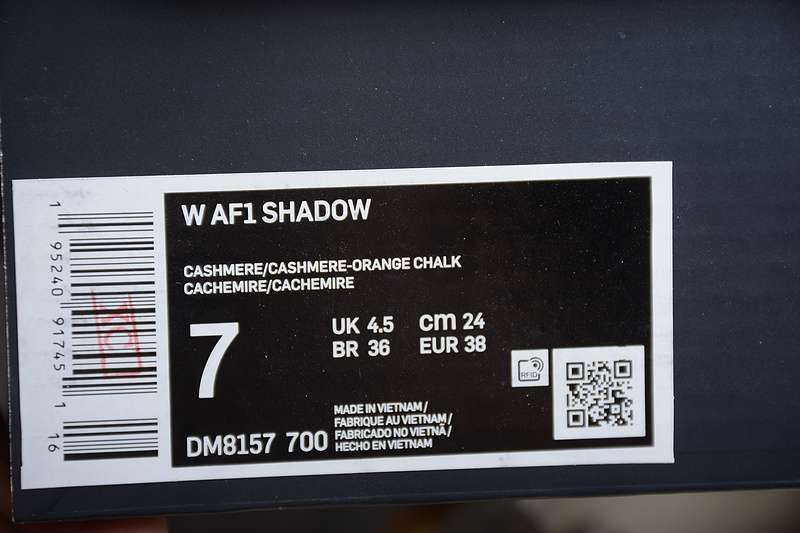 W AF1 SHADOW
CASHMERE/CASHMERE-ORANGE CHALK
CACHEMIRE/CACHEMIRE
7
UK 4.5 cm 24
BR 36 EUR 38
RFID
DM8157 700
MADE IN VIETNAM /
FABRIQUE AU VIETNAM /
FABRICADO NO VIETNÃ /
HECHO EN VIETNAM
1 95240 91745 1 16